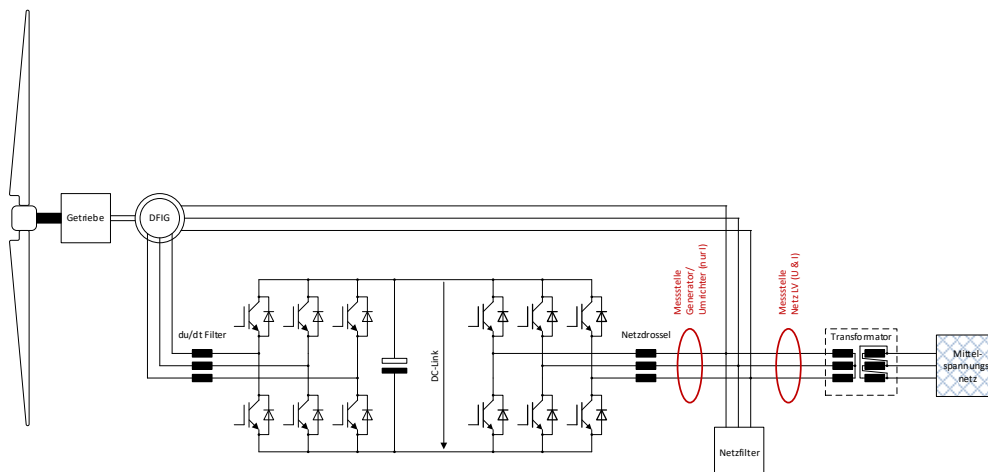 Getriebe
DFIG
du/dt Filter
DC-Link
Netzdrossel
Messstelle
Generator/
Umrichter (nur I)
Messstelle
Netz LV (U & I)
Transformator
Mittel-
spannungs
netz
Netzfilter